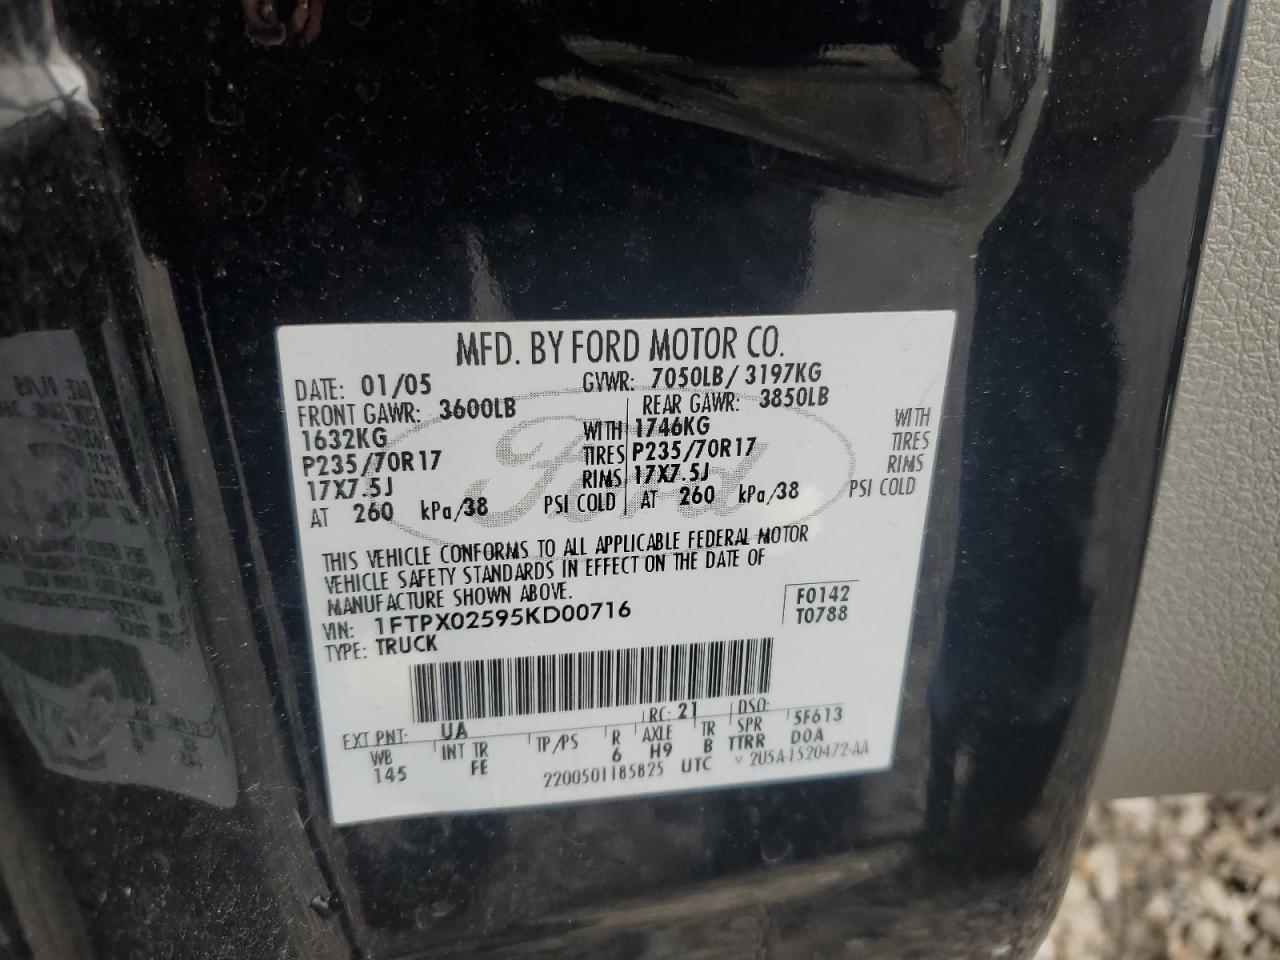 MFD. BY FORD MOTOR CO.
DATE: 01/05 GVWR: 7050LB/ 3197KG
FRONT GAWR: 3600LB REAR GAWR: 3850LB
1632KG WITH 1746KG WITH
P235/70R17 TIRES P235/70R17 TIRES
17X7.5J RIMS 17X7.5J RIMS
AT 260 kPa/38 PSI COLD AT 260 kPa/38 PSI COLD
Ford
THIS VEHICLE CONFORMS TO ALL APPLICABLE FEDERAL MOTOR
VEHICLE SAFETY STANDARDS IN EFFECT ON THE DATE OF
MANUFACTURE SHOWN ABOVE.
VIN: 1FTPX02595KD00716 F0142
TYPE: TRUCK T0788
EXT PNT: UA RC: 21 DSO: 5F613
WB INT TR TP/PS R AXLE TR SPR DOA
145 FE 6 H9 B TTRR
2200501185825 UTC 2U5A-1520472-AA